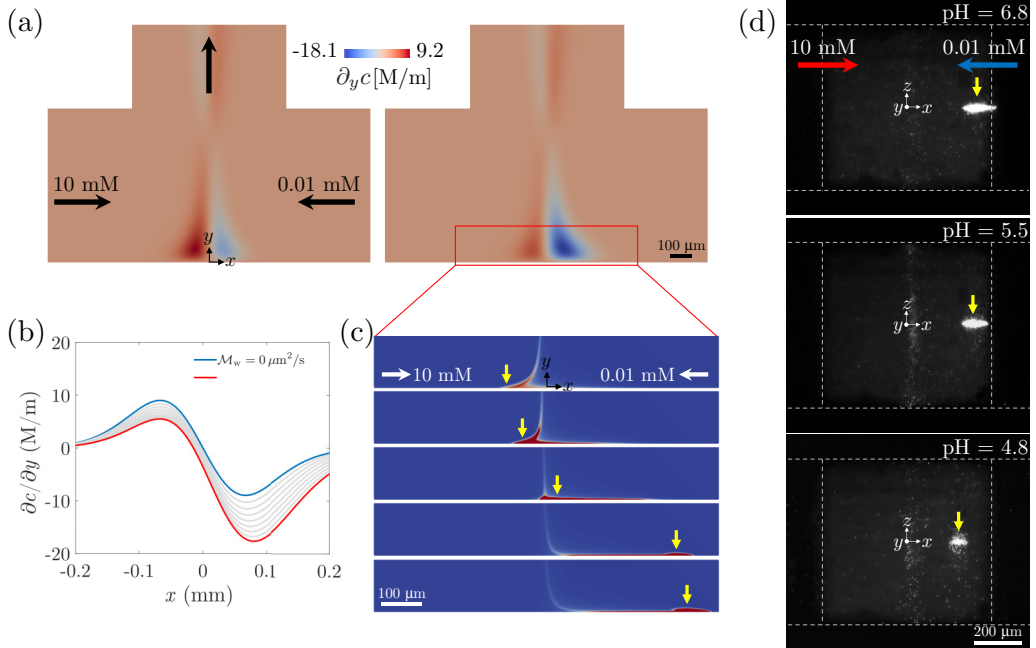 (a)
-18.1 9.2
∂yc [M/m]
10 mM
0.01 mM
y
x
100 μm
(b)
20
10
0
-10
-20
∂c/∂y (M/m)
ℳw = 0 μm²/s
-0.2 -0.1 0 0.1 0.2
x (mm)
(c)
10 mM
y
x
0.01 mM
100 μm
(d)
pH = 6.8
10 mM
0.01 mM
z
y x
pH = 5.5
z
y x
pH = 4.8
z
y x
200 μm